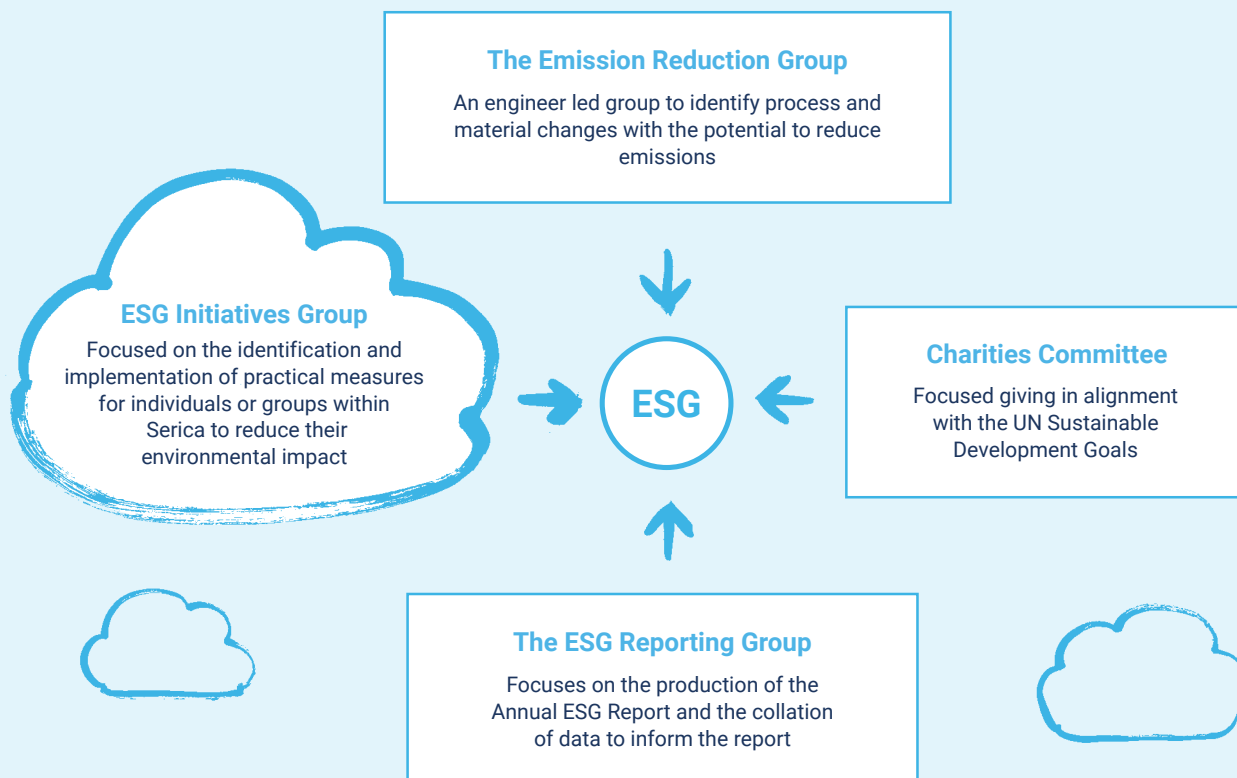 The Emission Reduction Group
An engineer led group to identify process and
material changes with the potential to reduce
emissions
ESG Initiatives Group
Focused on the identification and
implementation of practical measures
for individuals or groups within
Serica to reduce their
environmental impact
ESG
Charities Committee
Focused giving in alignment
with the UN Sustainable
Development Goals
The ESG Reporting Group
Focuses on the production of the
Annual ESG Report and the collation
of data to inform the report